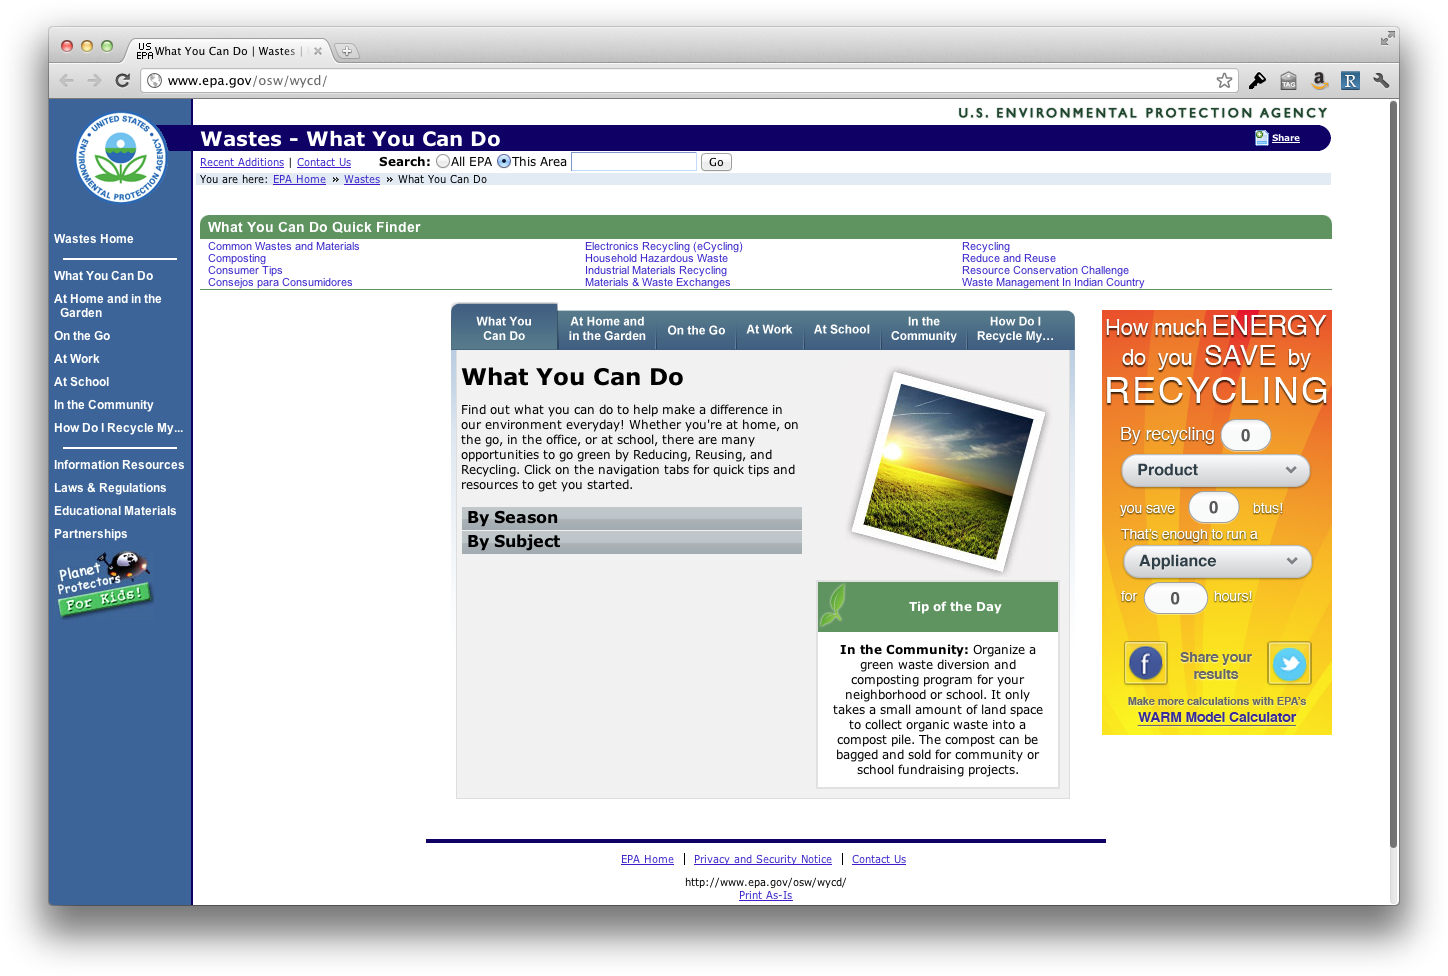 US EPA What You Can Do | Wastes |
www.epa.gov/osw/wycd/
UNITED STATES
ENVIRONMENTAL PROTECTION AGENCY
U.S. ENVIRONMENTAL PROTECTION AGENCY
Wastes - What You Can Do
Share
Recent Additions | Contact Us Search: All EPA This Area Go
You are here: EPA Home » Wastes » What You Can Do
Wastes Home
What You Can Do
At Home and in the
Garden
On the Go
At Work
At School
In the Community
How Do I Recycle My...
Information Resources
Laws & Regulations
Educational Materials
Partnerships
Planet
Protectors
For Kids!
What You Can Do Quick Finder
Common Wastes and Materials
Composting
Consumer Tips
Consejos para Consumidores
Electronics Recycling (eCycling)
Household Hazardous Waste
Industrial Materials Recycling
Materials & Waste Exchanges
Recycling
Reduce and Reuse
Resource Conservation Challenge
Waste Management In Indian Country
What You
Can Do
At Home and
in the Garden
On the Go
At Work
At School
In the
Community
How Do I
Recycle My...
What You Can Do
Find out what you can do to help make a difference in
our environment everyday! Whether you're at home, on
the go, in the office, or at school, there are many
opportunities to go green by Reducing, Reusing, and
Recycling. Click on the navigation tabs for quick tips and
resources to get you started.
By Season
By Subject
Tip of the Day
In the Community: Organize a
green waste diversion and
composting program for your
neighborhood or school. It only
takes a small amount of land space
to collect organic waste into a
compost pile. The compost can be
bagged and sold for community or
school fundraising projects.
How much ENERGY
do you SAVE by
RECYCLING
By recycling 0
Product
you save 0 btus!
That's enough to run a
Appliance
for 0 hours!
f
Share your
results
Make more calculations with EPA's
WARM Model Calculator
EPA Home | Privacy and Security Notice | Contact Us
http://www.epa.gov/osw/wycd/
Print As-Is
TAG
a
R